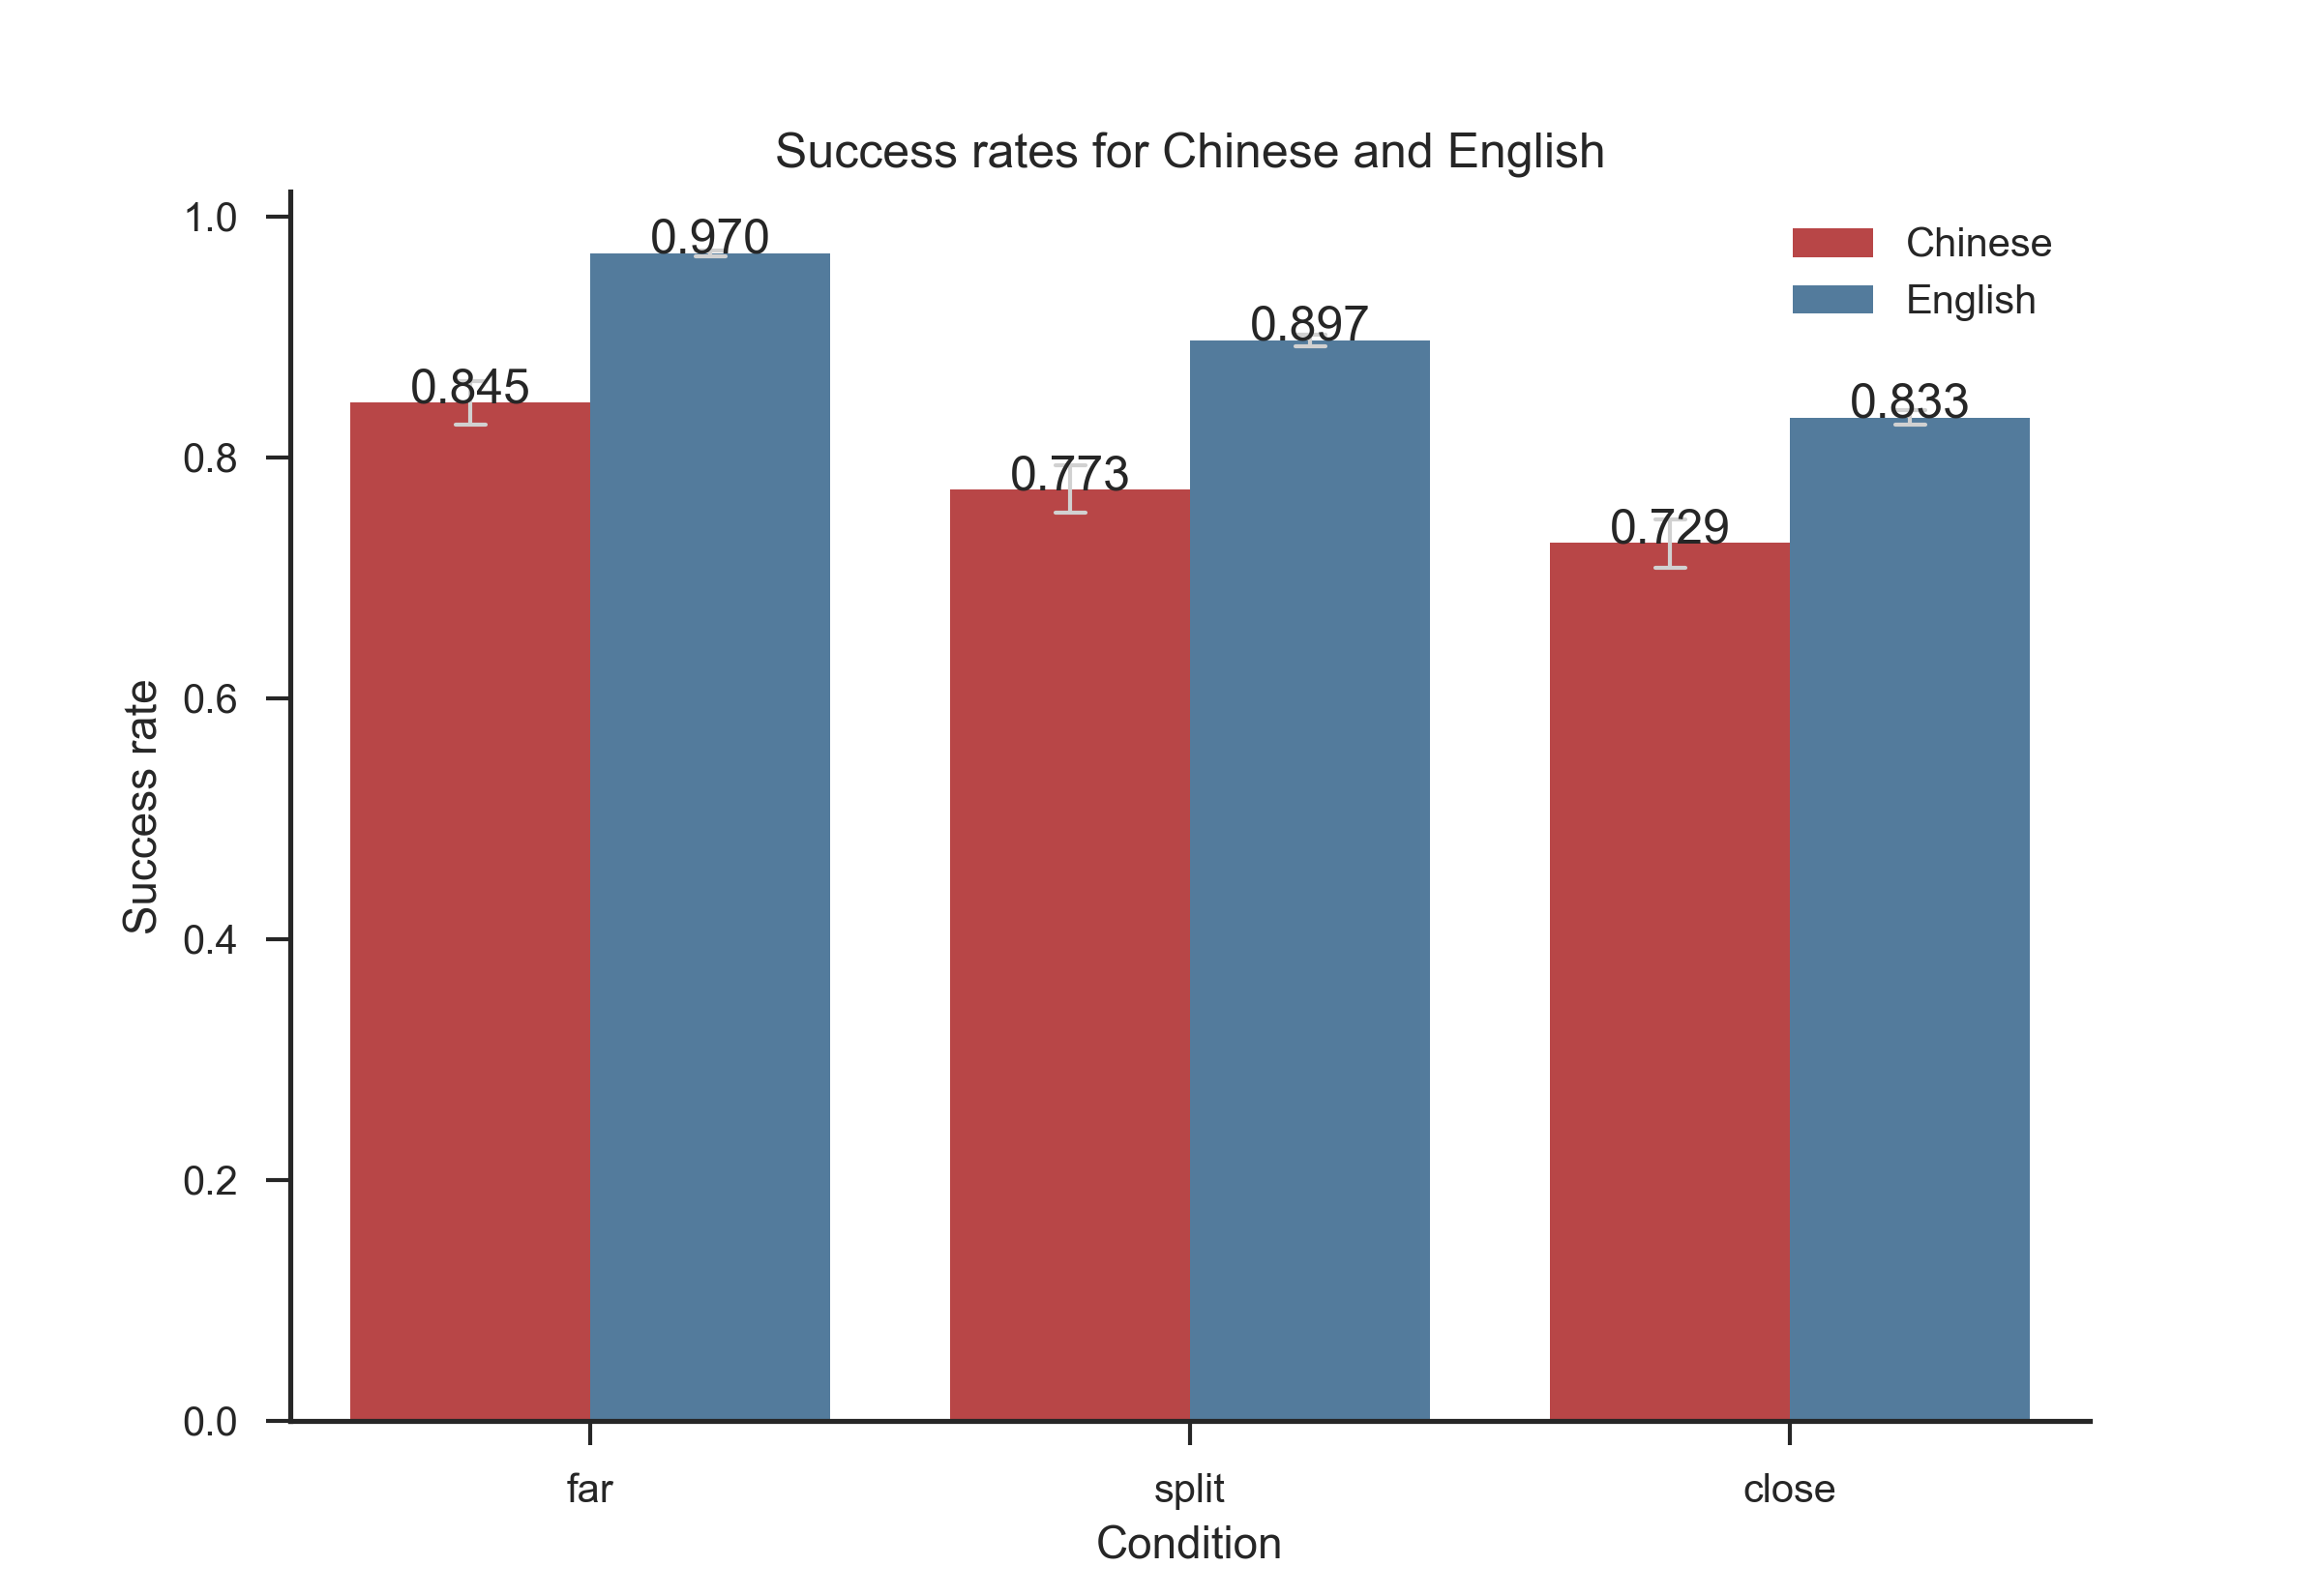 Success rates for Chinese and English
1.0
0.8
0.6
0.4
0.2
0.0
Success rate
0.845
0.970
0.773
0.897
0.729
0.833
Chinese
English
far
split
close
Condition